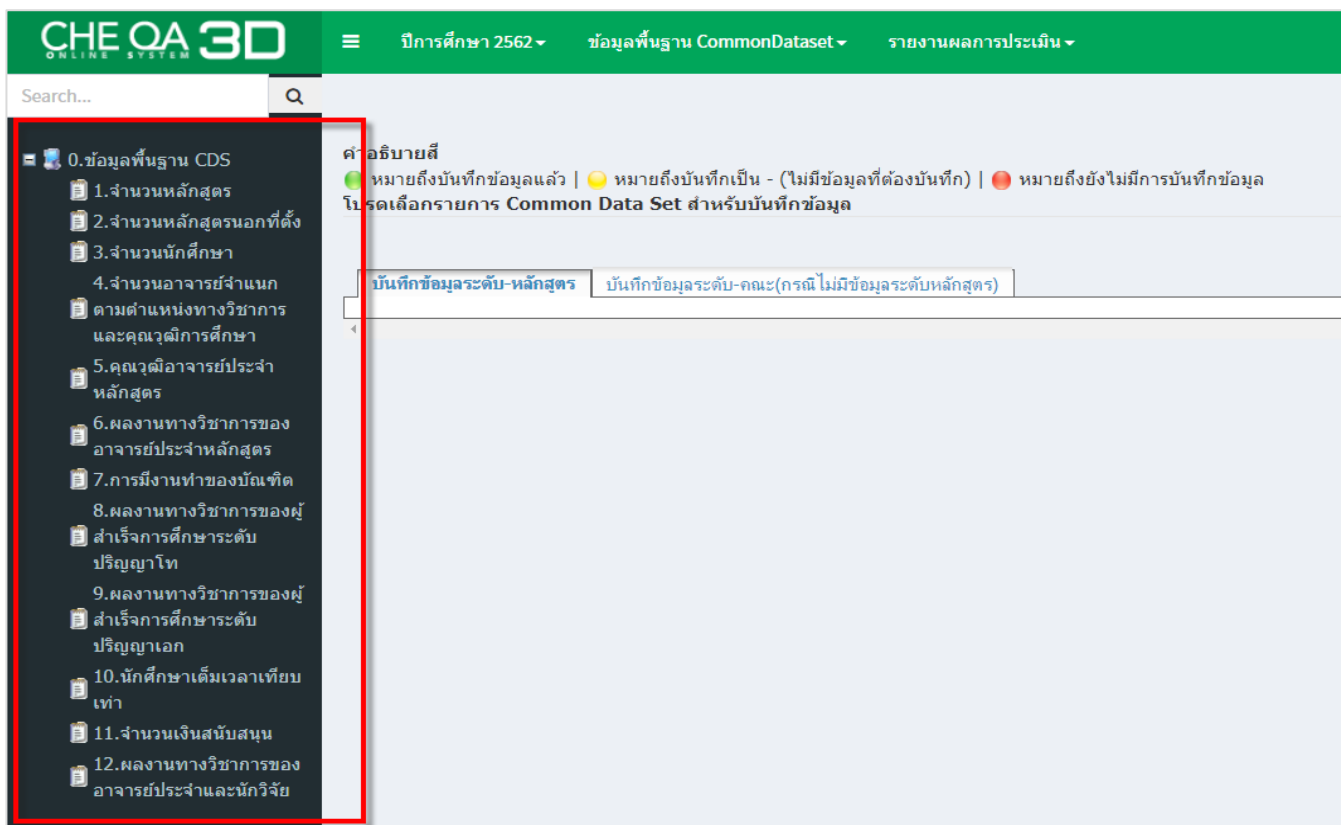 CHE QA 3D
ONLINE SYSTEM
ปีการศึกษา 2562
ข้อมูลพื้นฐาน CommonDataset
รายงานผลการประเมิน
Search...
0.ข้อมูลพื้นฐาน CDS
1.จำนวนหลักสูตร
2.จำนวนหลักสูตรนอกที่ตั้ง
3.จำนวนนักศึกษา
4.จำนวนอาจารย์จำแนก
ตามตำแหน่งทางวิชาการ
และคุณวุฒิการศึกษา
5.คุณวุฒิอาจารย์ประจำ
หลักสูตร
6.ผลงานทางวิชาการของ
อาจารย์ประจำหลักสูตร
7.การมีงานทำของบัณฑิต
8.ผลงานทางวิชาการของผู้
สำเร็จการศึกษาระดับ
ปริญญาโท
9.ผลงานทางวิชาการของผู้
สำเร็จการศึกษาระดับ
ปริญญาเอก
10.นักศึกษาเต็มเวลาเทียบ
เท่า
11.จำนวนเงินสนับสนุน
12.ผลงานทางวิชาการของ
อาจารย์ประจำและนักวิจัย
คำอธิบายสี
หมายถึงบันทึกข้อมูลแล้ว | หมายถึงบันทึกเป็น - (ไม่มีข้อมูลที่ต้องบันทึก) | หมายถึงยังไม่มีการบันทึกข้อมูล
โปรดเลือกรายการ Common Data Set สำหรับบันทึกข้อมูล
บันทึกข้อมูลระดับ-หลักสูตร
บันทึกข้อมูลระดับ-คณะ(กรณีไม่มีข้อมูลระดับหลักสูตร)